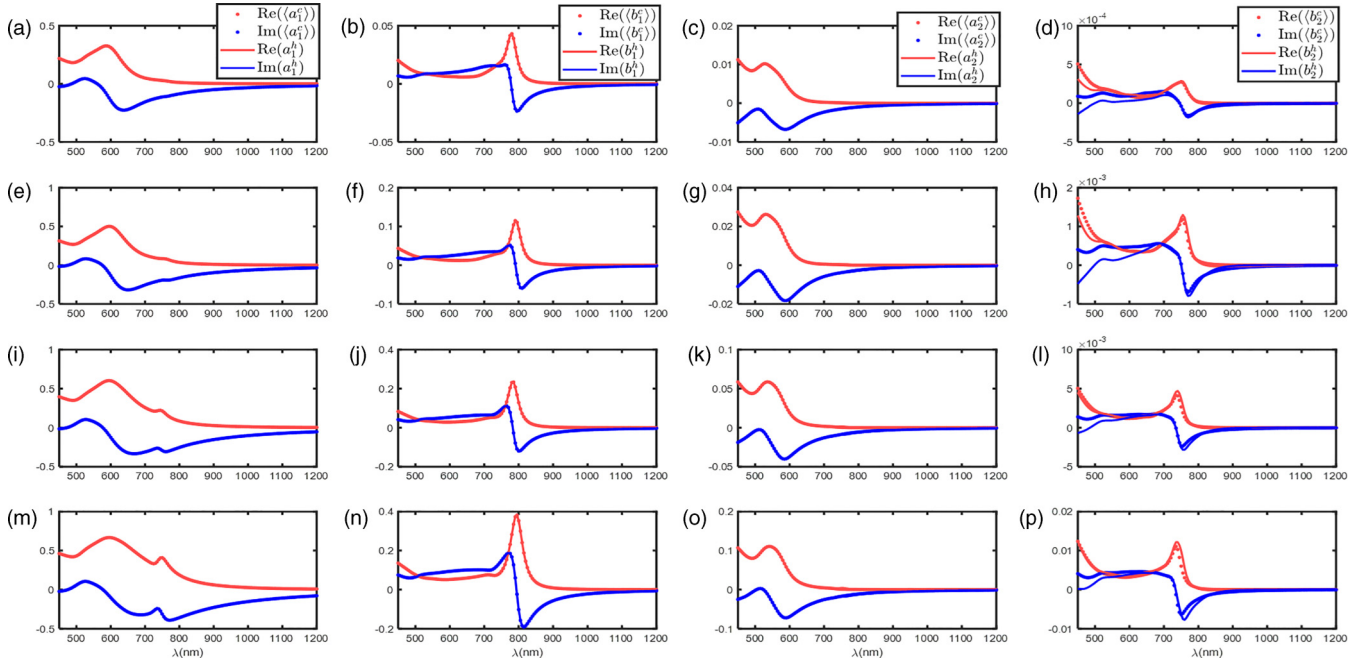 (a)
1
0.5
0
-0.5
500 600 700 800 900 1000 1100 1200
Re(⟨a₁ᶜ⟩)
Im(⟨a₁ᶜ⟩)
Re(a₁ʰ)
Im(a₁ʰ)
(b)
0.05
0
-0.05
500 600 700 800 900 1000 1100 1200
Re(⟨b₁ᶜ⟩)
Im(⟨b₁ᶜ⟩)
Re(b₁ʰ)
Im(b₁ʰ)
(c)
0.02
0.01
0
-0.01
500 600 700 800 900 1000 1100 1200
Re(⟨a₂ᶜ⟩)
Im(⟨a₂ᶜ⟩)
Re(a₂ʰ)
Im(a₂ʰ)
(d)
×10⁻⁴
10
5
0
-5
500 600 700 800 900 1000 1100 1200
Re(⟨b₂ᶜ⟩)
Im(⟨b₂ᶜ⟩)
Re(b₂ʰ)
Im(b₂ʰ)
(e)
1
0.5
0
-0.5
500 600 700 800 900 1000 1100 1200
(f)
0.2
0.1
0
-0.1
500 600 700 800 900 1000 1100 1200
(g)
0.04
0.02
0
-0.02
500 600 700 800 900 1000 1100 1200
(h)
×10⁻³
2
1
0
-1
500 600 700 800 900 1000 1100 1200
(i)
1
0.5
0
-0.5
500 600 700 800 900 1000 1100 1200
(j)
0.4
0.2
0
-0.2
500 600 700 800 900 1000 1100 1200
(k)
0.1
0.05
0
-0.05
500 600 700 800 900 1000 1100 1200
(l)
×10⁻³
10
5
0
-5
500 600 700 800 900 1000 1100 1200
(m)
1
0.5
0
-0.5
500 600 700 800 900 1000 1100 1200
λ(nm)
(n)
0.4
0.2
0
-0.2
500 600 700 800 900 1000 1100 1200
λ(nm)
(o)
0.2
0.1
0
-0.1
500 600 700 800 900 1000 1100 1200
λ(nm)
(p)
0.02
0.01
0
-0.01
500 600 700 800 900 1000 1100 1200
λ(nm)